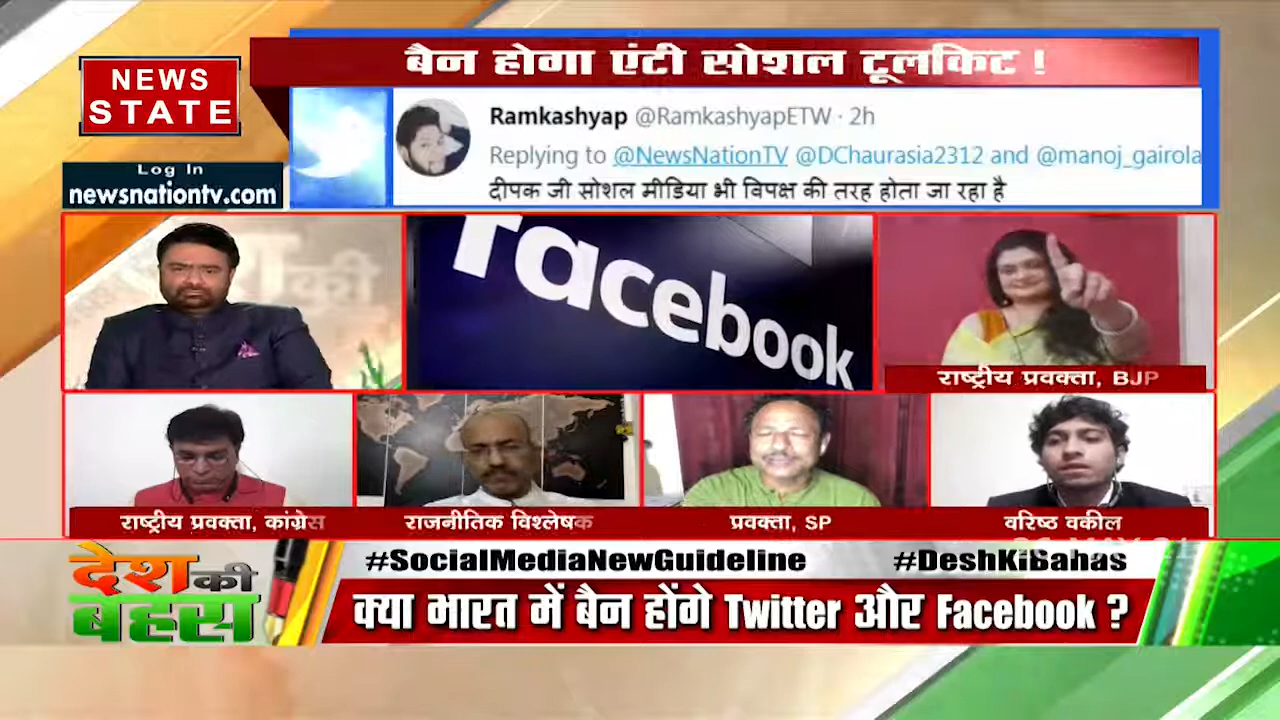 NEWS
STATE
बैन होगा एंटी सोशल टूलकिट !
Ramkashyap @RamkashyapETW · 2h
Replying to @NewsNationTV @DChaurasia2312 and @manoj_gairola
दीपक जी सोशल मीडिया भी विपक्ष की तरह होता जा रहा है
Log In
newsnationtv.com
की
facebook
राष्ट्रीय प्रवक्ता, BJP
राष्ट्रीय प्रवक्ता, कांग्रेस
राजनीतिक विश्लेषक
प्रवक्ता, SP
वरिष्ठ वकील
देश की
बहस
#SocialMediaNewGuideline #DeshKiBahas
क्या भारत में बैन होंगे Twitter और Facebook ?